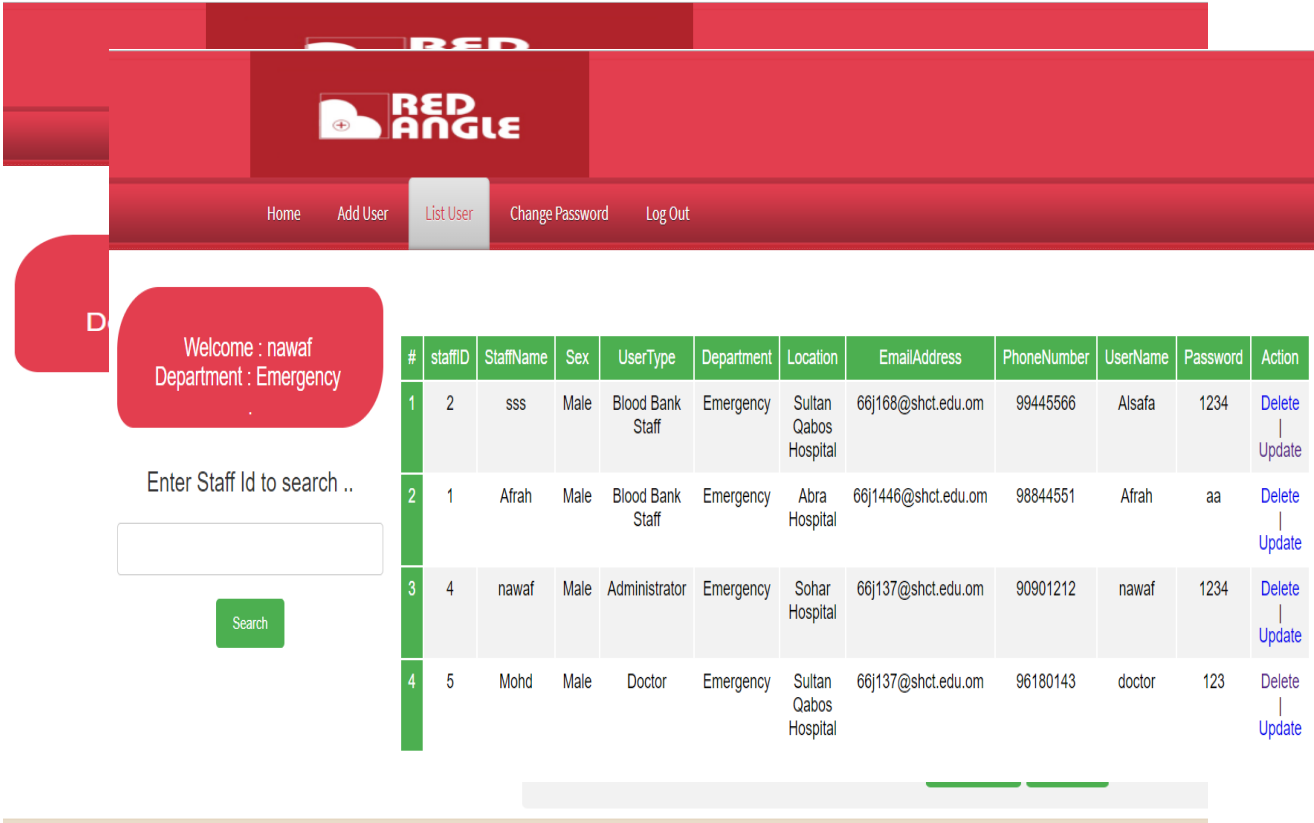 RED
RED
ANGLE
Home Add User List User Change Password Log Out
Welcome : nawaf
Department : Emergency
.
Enter Staff Id to search ..
Search
# staffID StaffName Sex UserType Department Location EmailAddress PhoneNumber UserName Password Action
1 2 sss Male Blood Bank Staff Emergency Sultan Qabos Hospital 66j168@shct.edu.om 99445566 Alsafa 1234 Delete | Update
2 1 Afrah Male Blood Bank Staff Emergency Abra Hospital 66j1446@shct.edu.om 98844551 Afrah aa Delete | Update
3 4 nawaf Male Administrator Emergency Sohar Hospital 66j137@shct.edu.om 90901212 nawaf 1234 Delete | Update
4 5 Mohd Male Doctor Emergency Sultan Qabos Hospital 66j137@shct.edu.om 96180143 doctor 123 Delete | Update